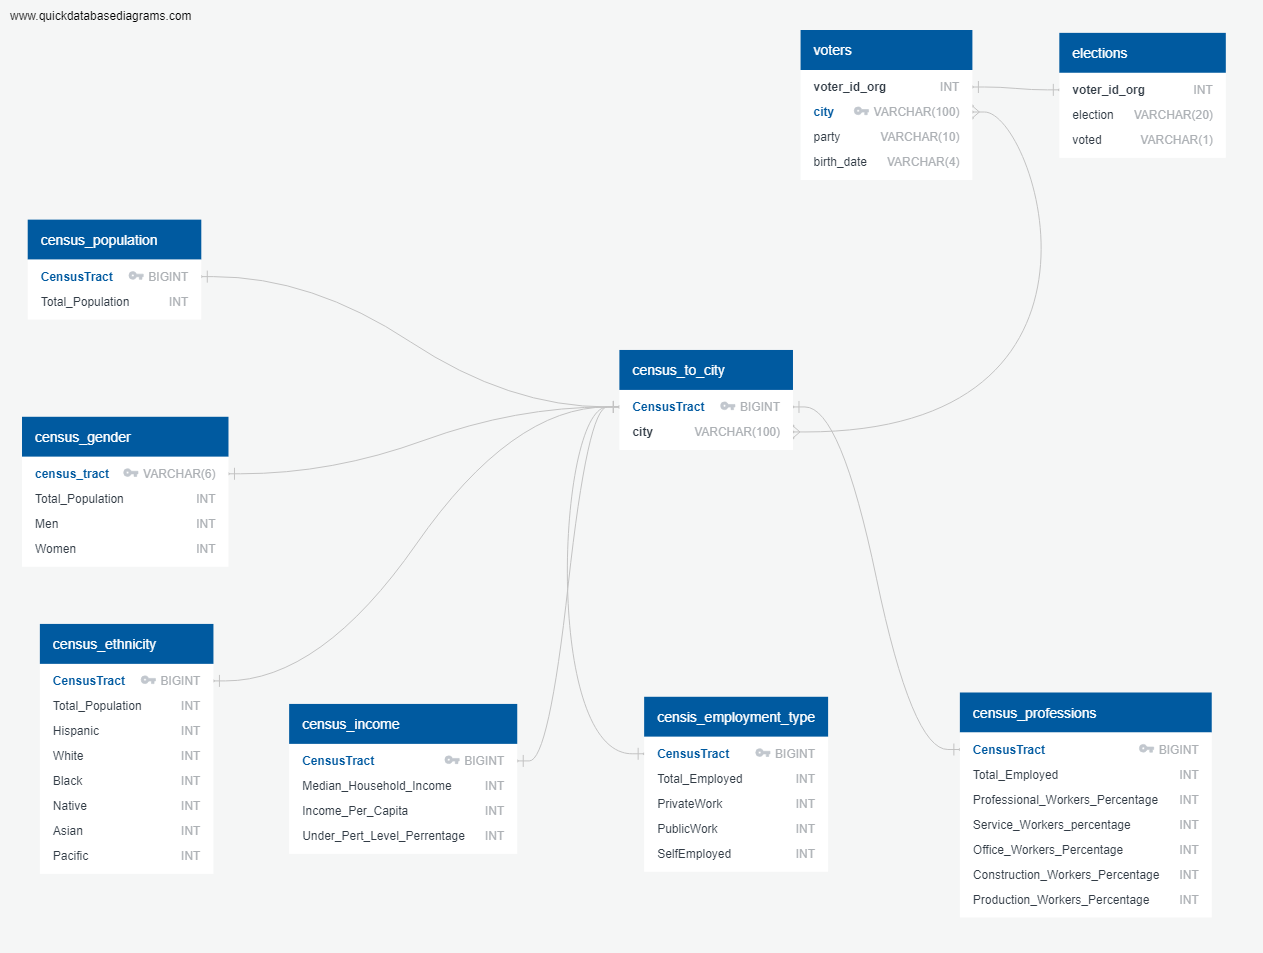 www.quickdatabasediagrams.com
voters
voter_id_org INT
city VARCHAR(100)
party VARCHAR(10)
birth_date VARCHAR(4)
elections
voter_id_org INT
election VARCHAR(20)
voted VARCHAR(1)
census_population
CensusTract BIGINT
Total_Population INT
census_to_city
CensusTract BIGINT
city VARCHAR(100)
census_gender
census_tract VARCHAR(6)
Total_Population INT
Men INT
Women INT
census_ethnicity
CensusTract BIGINT
Total_Population INT
Hispanic INT
White INT
Black INT
Native INT
Asian INT
Pacific INT
census_income
CensusTract BIGINT
Median_Household_Income INT
Income_Per_Capita INT
Under_Pert_Level_Perrentage INT
censis_employment_type
CensusTract BIGINT
Total_Employed INT
PrivateWork INT
PublicWork INT
SelfEmployed INT
census_professions
CensusTract BIGINT
Total_Employed INT
Professional_Workers_Percentage INT
Service_Workers_percentage INT
Office_Workers_Percentage INT
Construction_Workers_Percentage INT
Production_Workers_Percentage INT